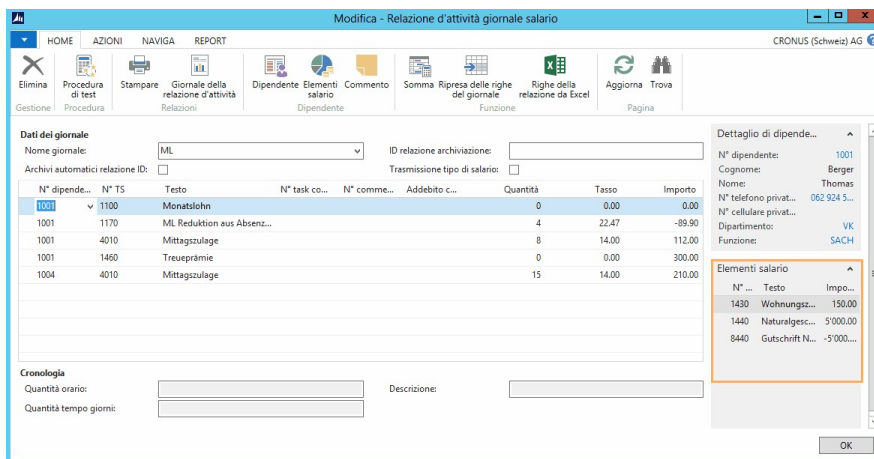 Modifica - Relazione d'attività giornale salario
HOME AZIONI NAVIGA REPORT
CRONUS (Schweiz) AG
Elimina
Procedura di test
Stampare
Giornale della relazione d'attività
Dipendente
Elementi salario
Commento
Somma
Ripresa delle righe del giornale
Righe della relazione da Excel
Aggiorna
Trova
Gestione Procedura Relazioni Dipendente Funzione Pagina
Dati dei giornale
Nome giornale: ML
ID relazione archiviazione:
Archivi automatici relazione ID:
Trasmissione tipo di salario:
N° dipende... N° TS Testo N° task co... N° comme... Addebito c... Quantità Tasso Importo
1001 1100 Monatslohn 0 0.00 0.00
1001 1170 ML Reduktion aus Absenz... 4 22.47 -89.90
1001 4010 Mittagszulage 8 14.00 112.00
1001 1460 Treueprämie 0 0.00 300.00
1004 4010 Mittagszulage 15 14.00 210.00
Cronologia
Quantità orario:
Descrizione:
Quantità tempo giorni:
Dettaglio di dipende...
N° dipendente: 1001
Cognome: Berger
Nome: Thomas
N° telefono privat... 062 924 5...
N° cellulare privat...
Dipartimento: VK
Funzione: SACH
Elementi salario
N° ... Testo Impo...
1430 Wohnungsz... 150.00
1440 Naturalgesc... 5'000.00
8440 Gutschrift N... -5'000....
OK